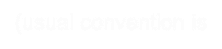 (usual convention is